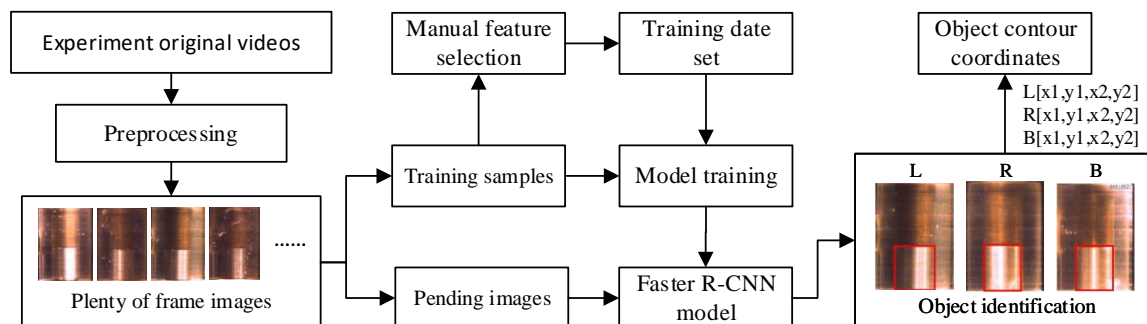 Experiment original videos
Preprocessing
......
Plenty of frame images
Manual feature
selection
Training date
set
Training samples
Model training
Pending images
Faster R-CNN
model
Object contour
coordinates
L[x1,y1,x2,y2]
R[x1,y1,x2,y2]
B[x1,y1,x2,y2]
L
R
B
Object identification